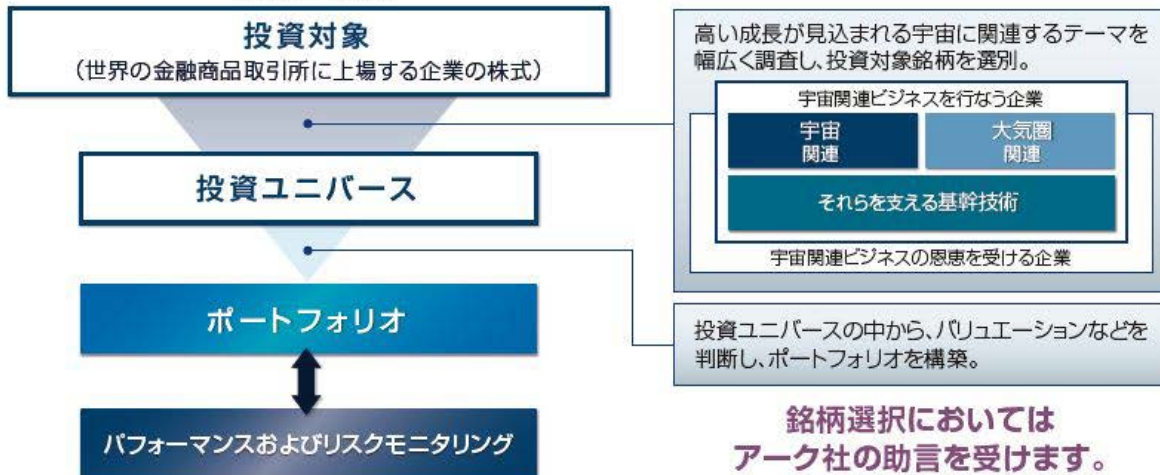 投資対象
（世界の金融商品取引所に上場する企業の株式）
投資ユニバース
ポートフォリオ
パフォーマンスおよびリスクモニタリング
高い成長が見込まれる宇宙に関連するテーマを
幅広く調査し、投資対象銘柄を選別。
宇宙関連ビジネスを行なう企業
宇宙
関連
大気圏
関連
それらを支える基幹技術
宇宙関連ビジネスの恩恵を受ける企業
投資ユニバースの中から、バリュエーションなどを
判断し、ポートフォリオを構築。
銘柄選択においては
アーク社の助言を受けます。